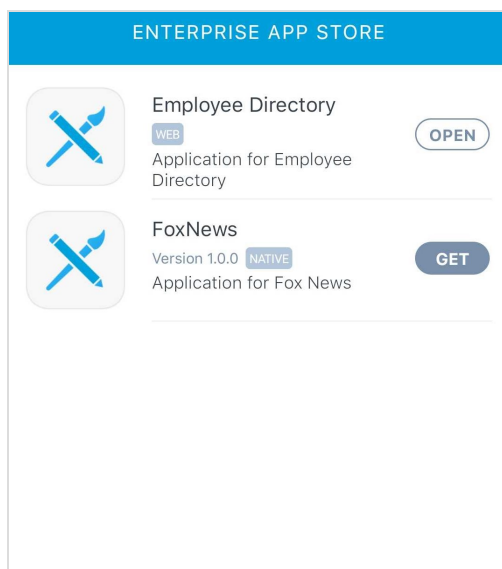 ENTERPRISE APP STORE
Employee Directory
WEB
OPEN
Application for Employee
Directory
FoxNews
Version 1.0.0 NATIVE
GET
Application for Fox News